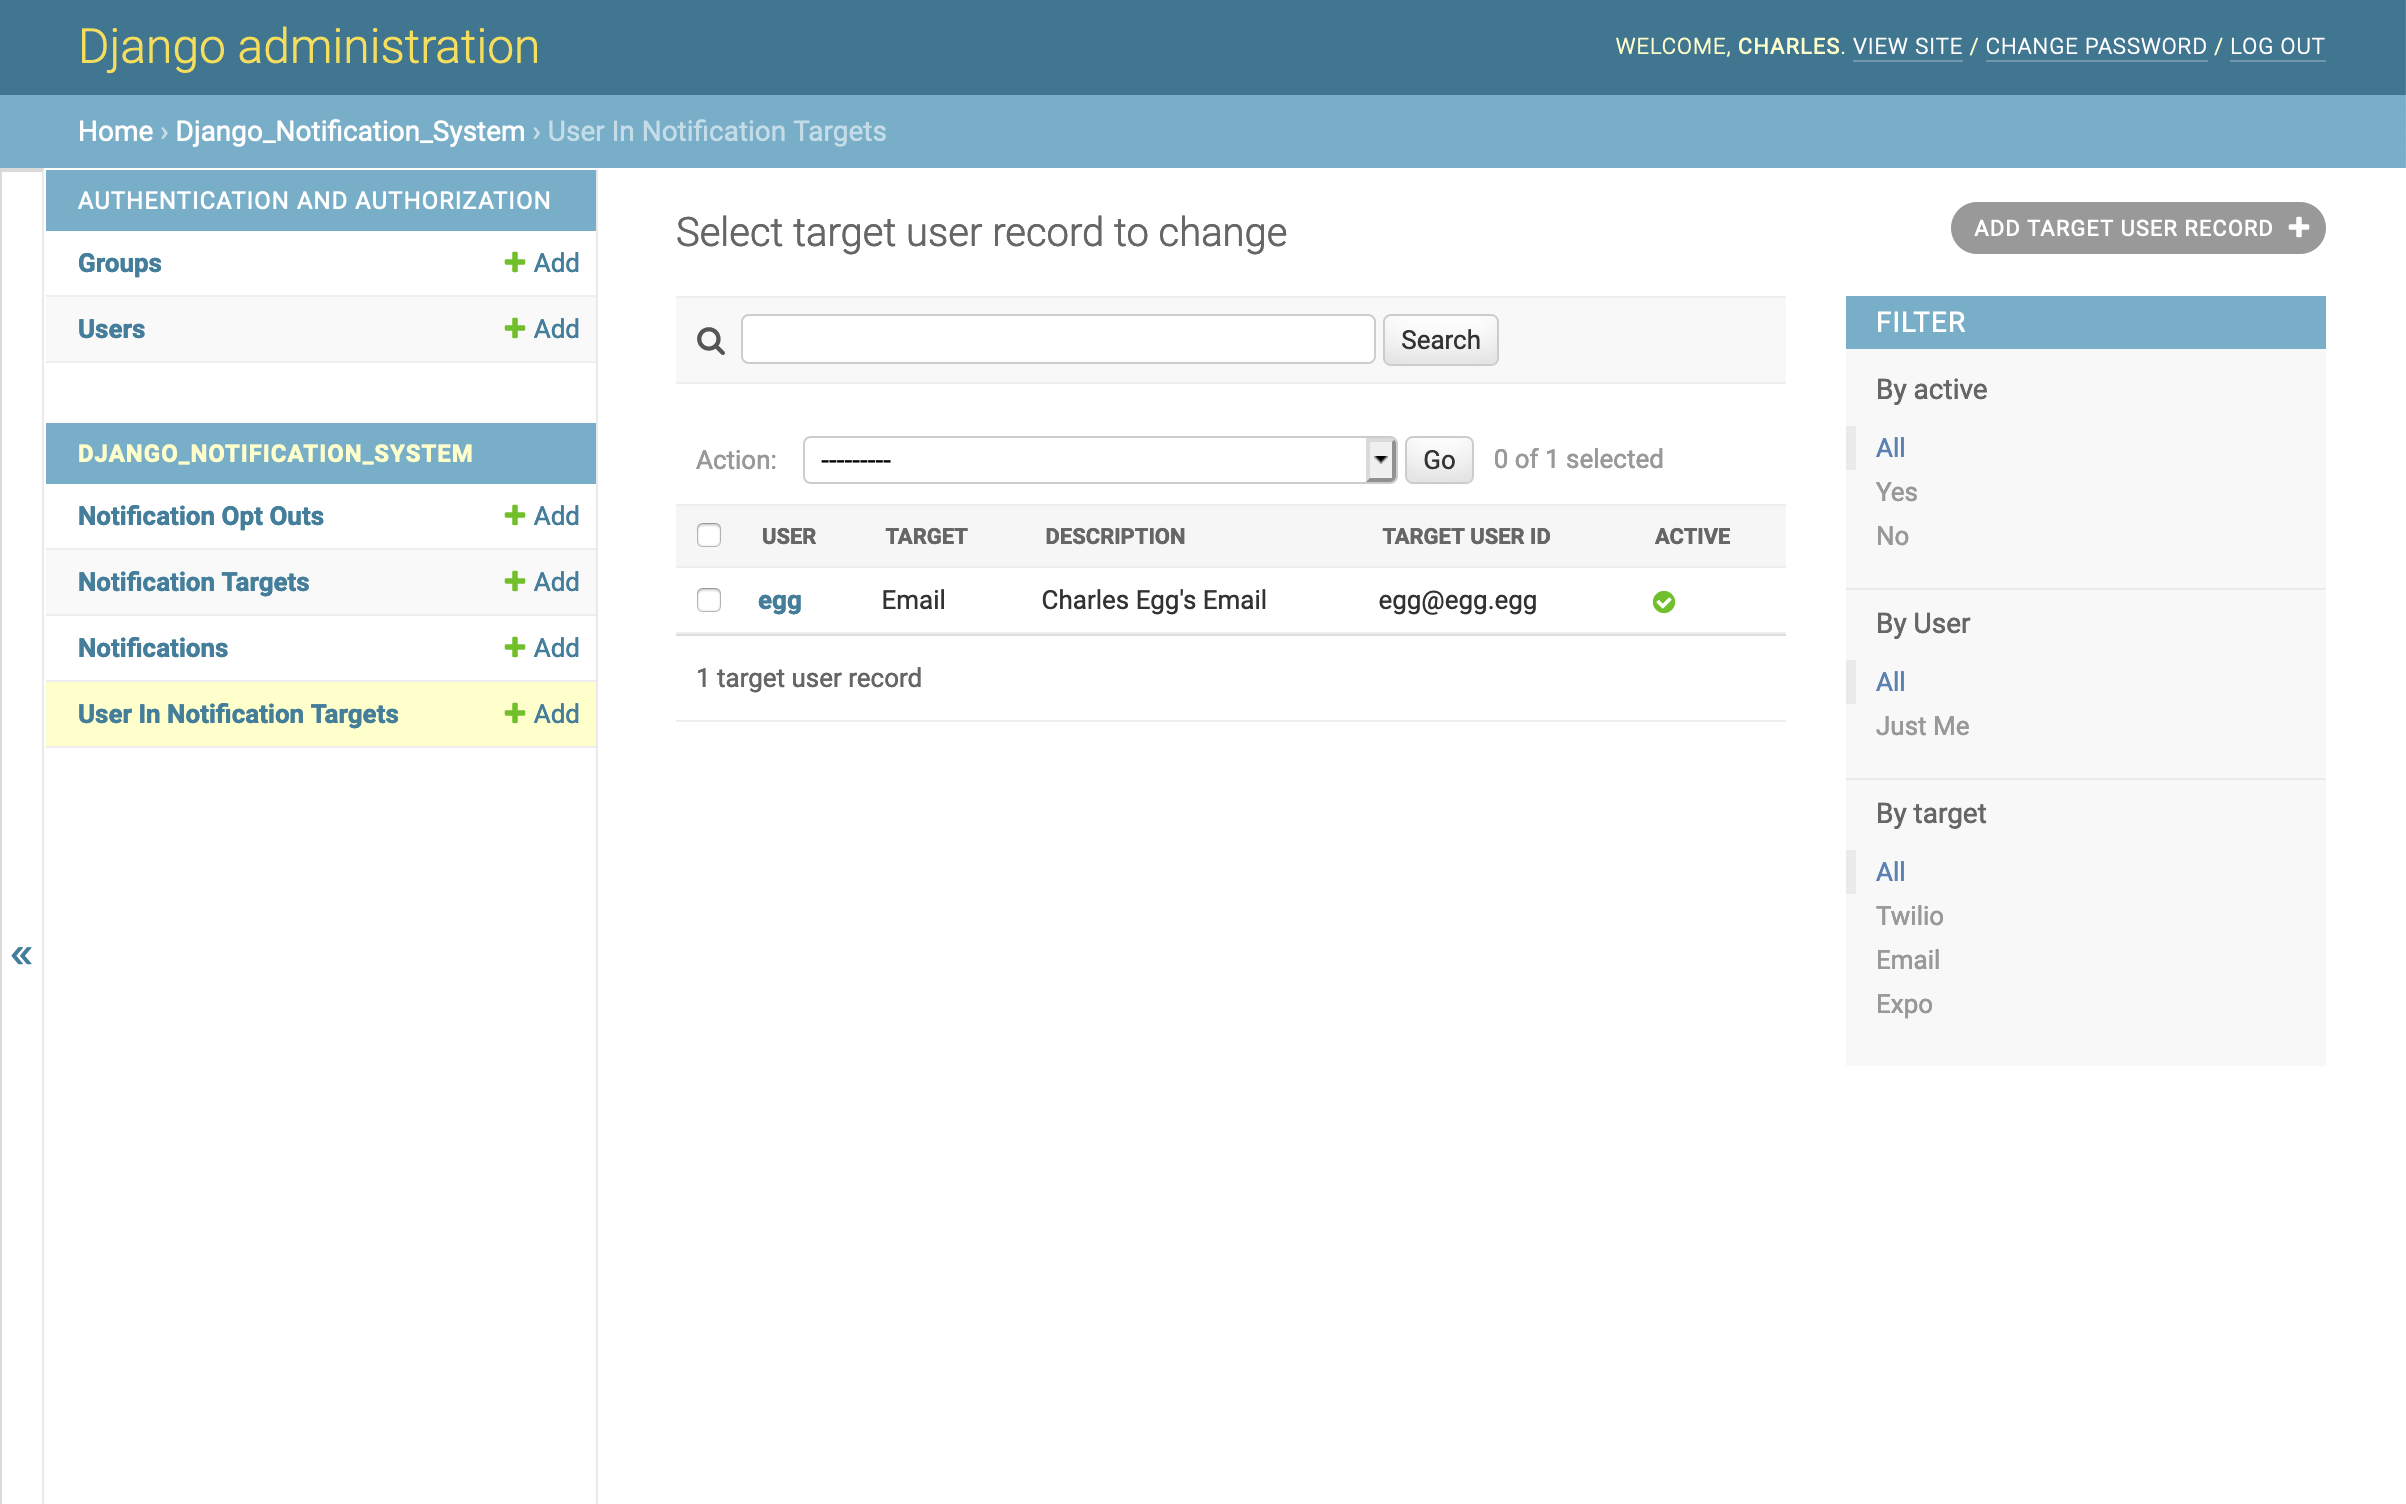 Django administration
WELCOME, CHARLES. VIEW SITE / CHANGE PASSWORD / LOG OUT
Home › Django_Notification_System › User In Notification Targets
AUTHENTICATION AND AUTHORIZATION
Groups + Add
Users + Add
DJANGO_NOTIFICATION_SYSTEM
Notification Opt Outs + Add
Notification Targets + Add
Notifications + Add
User In Notification Targets + Add
«
Select target user record to change
ADD TARGET USER RECORD +
Search
Action: --------- Go 0 of 1 selected
USER TARGET DESCRIPTION TARGET USER ID ACTIVE
egg Email Charles Egg's Email egg@egg.egg
1 target user record
FILTER
By active
All
Yes
No
By User
All
Just Me
By target
All
Twilio
Email
Expo